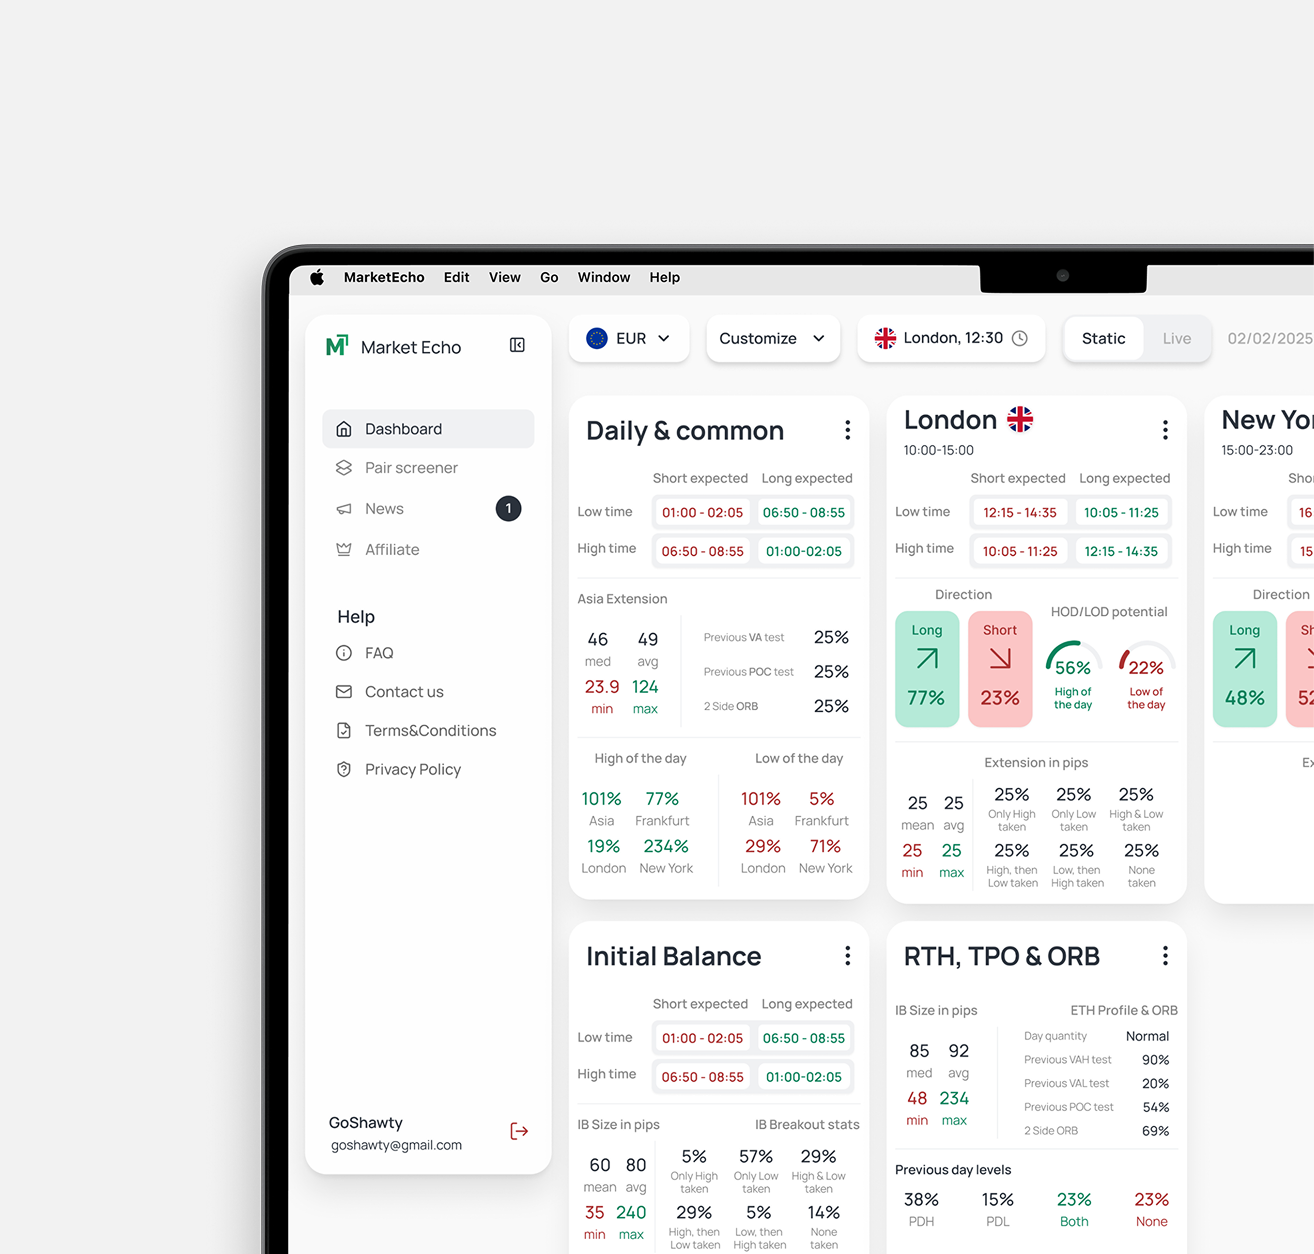 MarketEcho Edit View Go Window Help
Market Echo
EUR
Customize
London, 12:30
Static
Live
02/02/2025
Dashboard
Pair screener
News 1
Affiliate
Help
FAQ
Contact us
Terms&Conditions
Privacy Policy
GoShawty
goshawty@gmail.com
Daily & common
Short expected Long expected
Low time 01:00 - 02:05 06:50 - 08:55
High time 06:50 - 08:55 01:00-02:05
Asia Extension
46 49
med avg
23.9 124
min max
Previous VA test 25%
Previous POC test 25%
2 Side ORB 25%
High of the day
101% 77%
Asia Frankfurt
19% 234%
London New York
Low of the day
101% 5%
Asia Frankfurt
29% 71%
London New York
London
10:00-15:00
Short expected Long expected
Low time 12:15 - 14:35 10:05 - 11:25
High time 10:05 - 11:25 12:15 - 14:35
Direction
Long
77%
Short
23%
HOD/LOD potential
56%
High of
the day
22%
Low of
the day
Extension in pips
25 25
mean avg
25 25
min max
25% 25% 25%
Only High Only Low High & Low
taken taken taken
25% 25% 25%
High, then Low, then None
Low taken High taken taken
New Yor
15:00-23:00
Shor
Low time 16
High time 15
Direction
Long
48%
Sh
52
Ex
Initial Balance
Short expected Long expected
Low time 01:00 - 02:05 06:50 - 08:55
High time 06:50 - 08:55 01:00-02:05
IB Size in pips
60 80
mean avg
35 240
min max
IB Breakout stats
5% 57% 29%
Only High Only Low High & Low
taken taken taken
29% 5% 14%
High, then Low, then None
Low taken High taken taken
RTH, TPO & ORB
IB Size in pips
85 92
med avg
48 234
min max
ETH Profile & ORB
Day quantity Normal
Previous VAH test 90%
Previous VAL test 20%
Previous POC test 54%
2 Side ORB 69%
Previous day levels
38% 15% 23% 23%
PDH PDL Both None